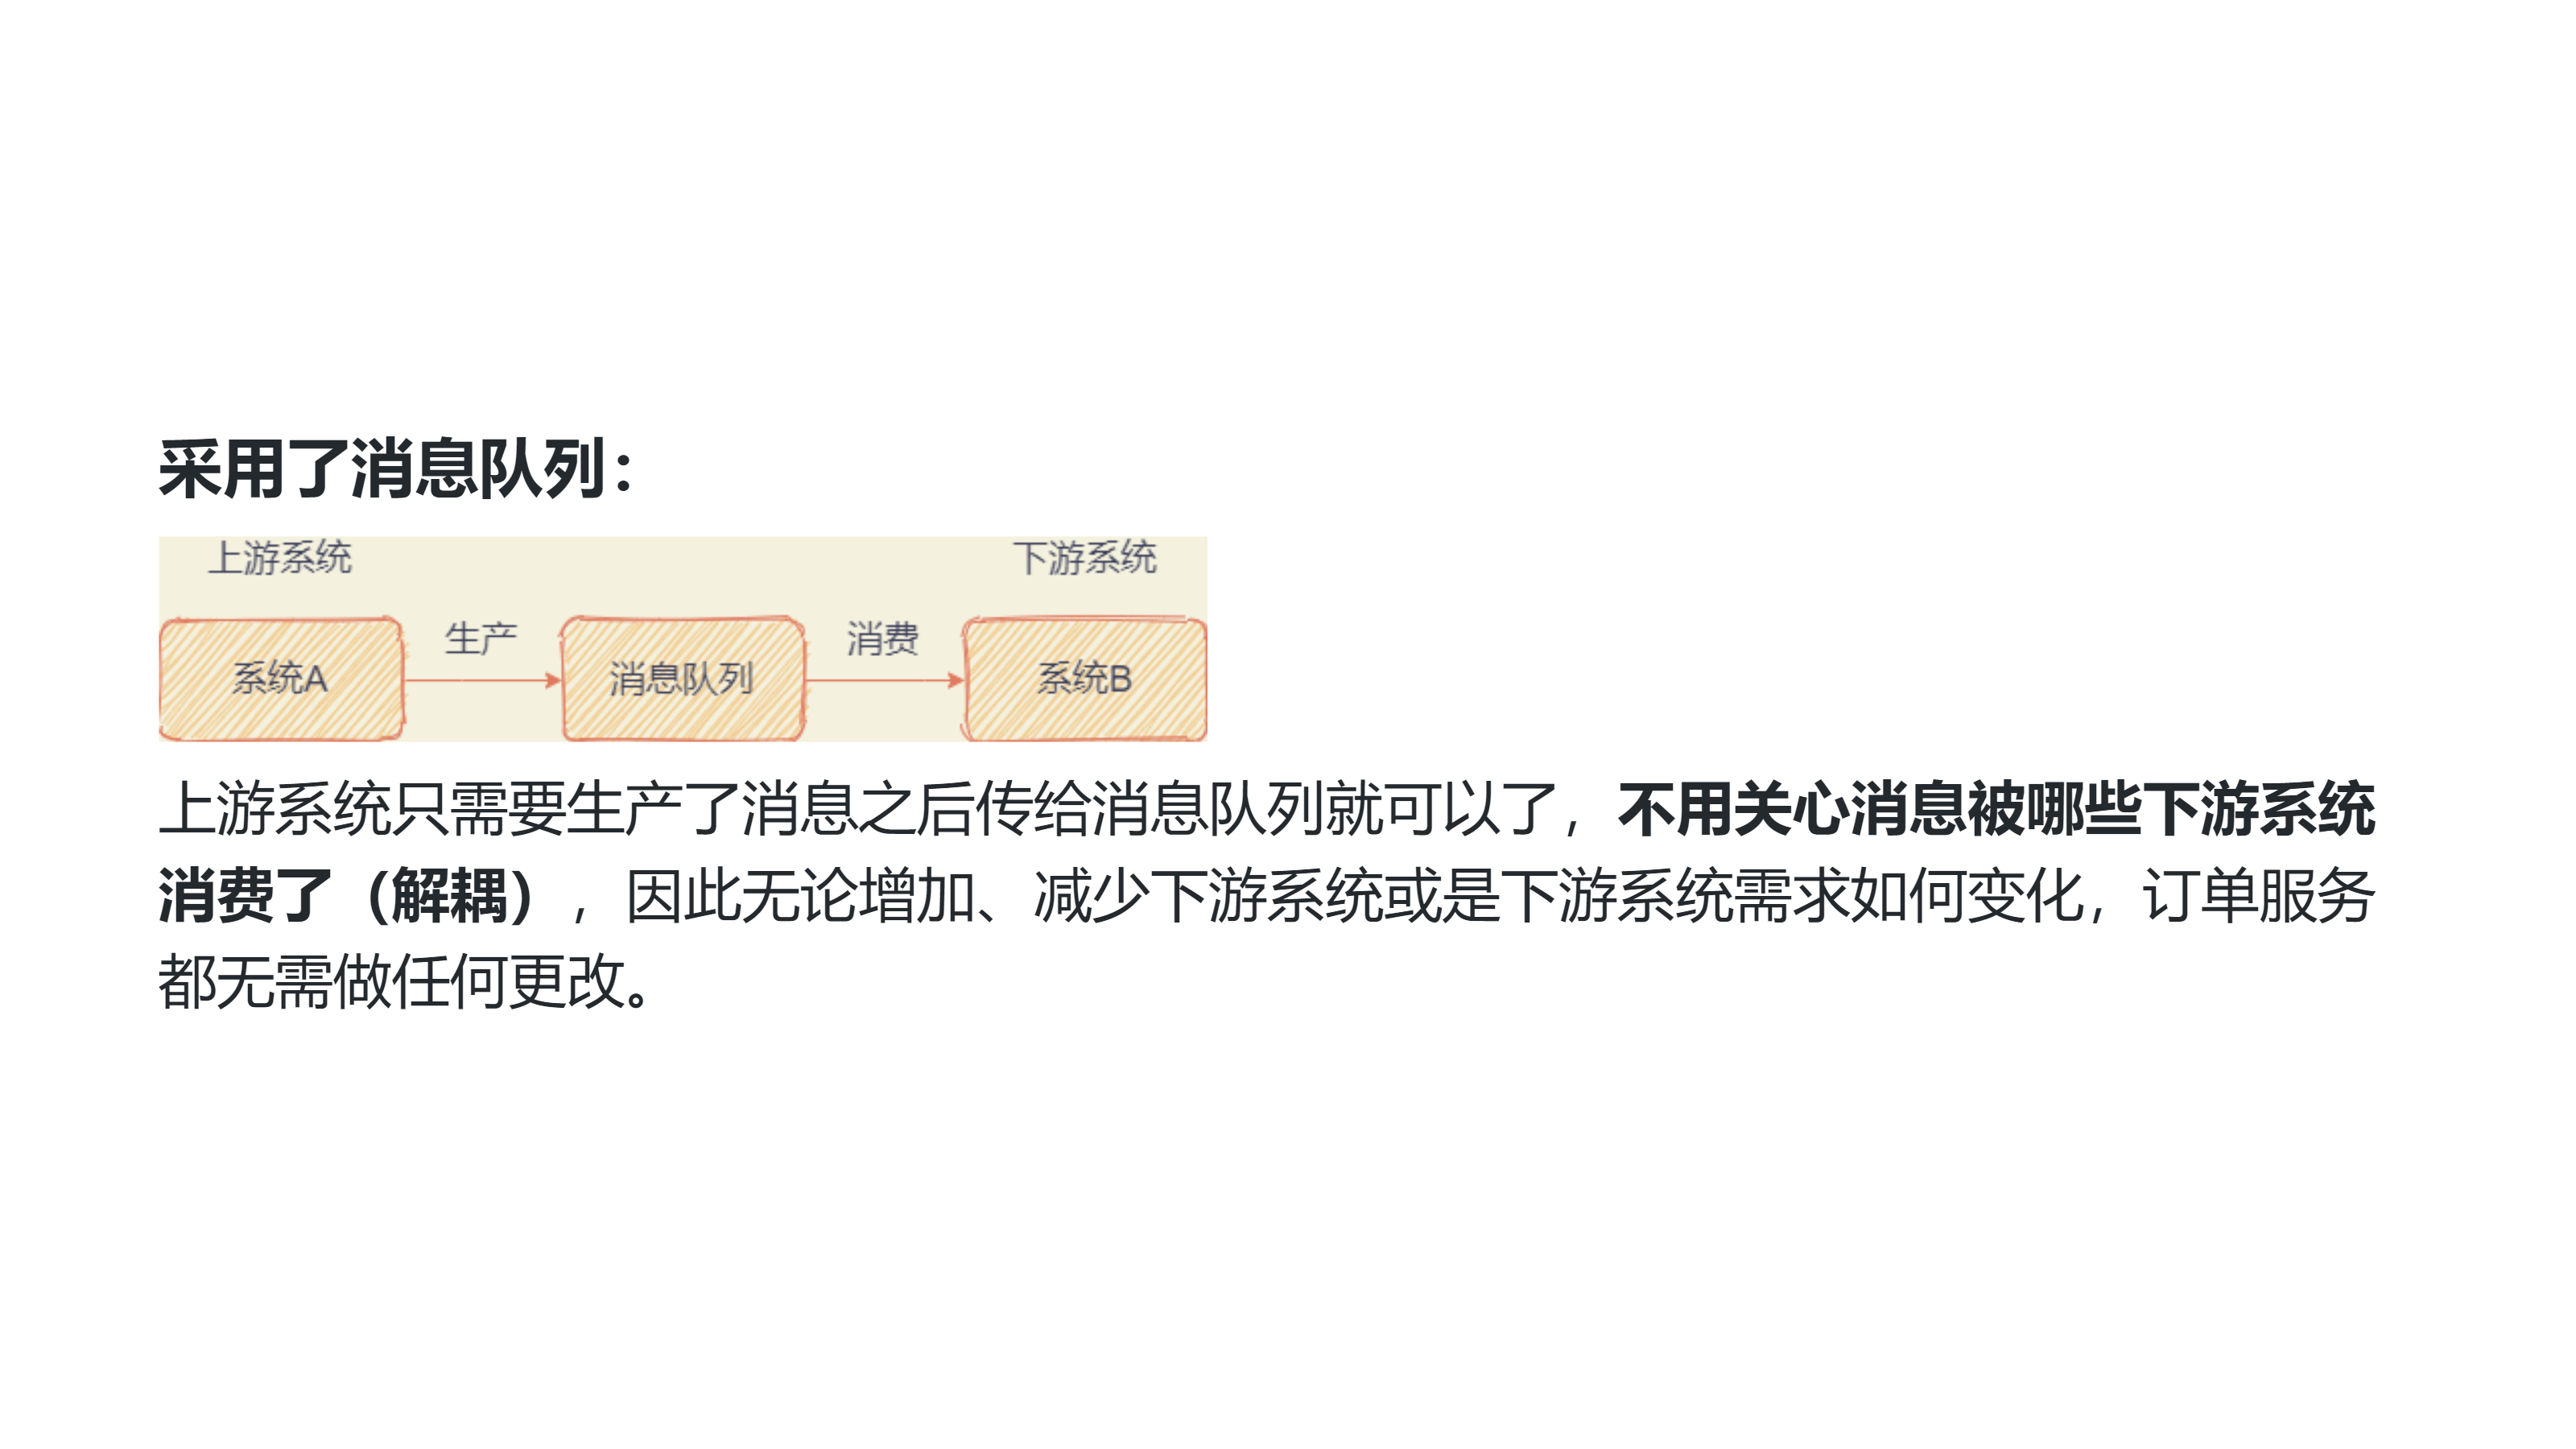 采用了消息队列：
上游系统
下游系统
生产
消费
系统A
消息队列
系统B
上游系统只需要生产了消息之后传给消息队列就可以了，不用关心消息被哪些下游系统
消费了（解耦），因此无论增加、减少下游系统或是下游系统需求如何变化，订单服务
都无需做任何更改。